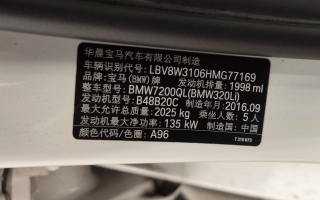 华晨宝马汽车有限公司制造
车辆识别代号: LBV8W3106HMG77169
品牌: 宝马(BMW)牌 发动机排量: 1998 ml
整车型号: BMW7200QL(BMW320Li)
发动机型号: B48B20C 制造年月: 2016.09
最大允许总质量: 2025 kg 乘坐人数: 5 人
发动机最大净功率: 135 kW 制造国: 中国
颜色代码/色圈: A96